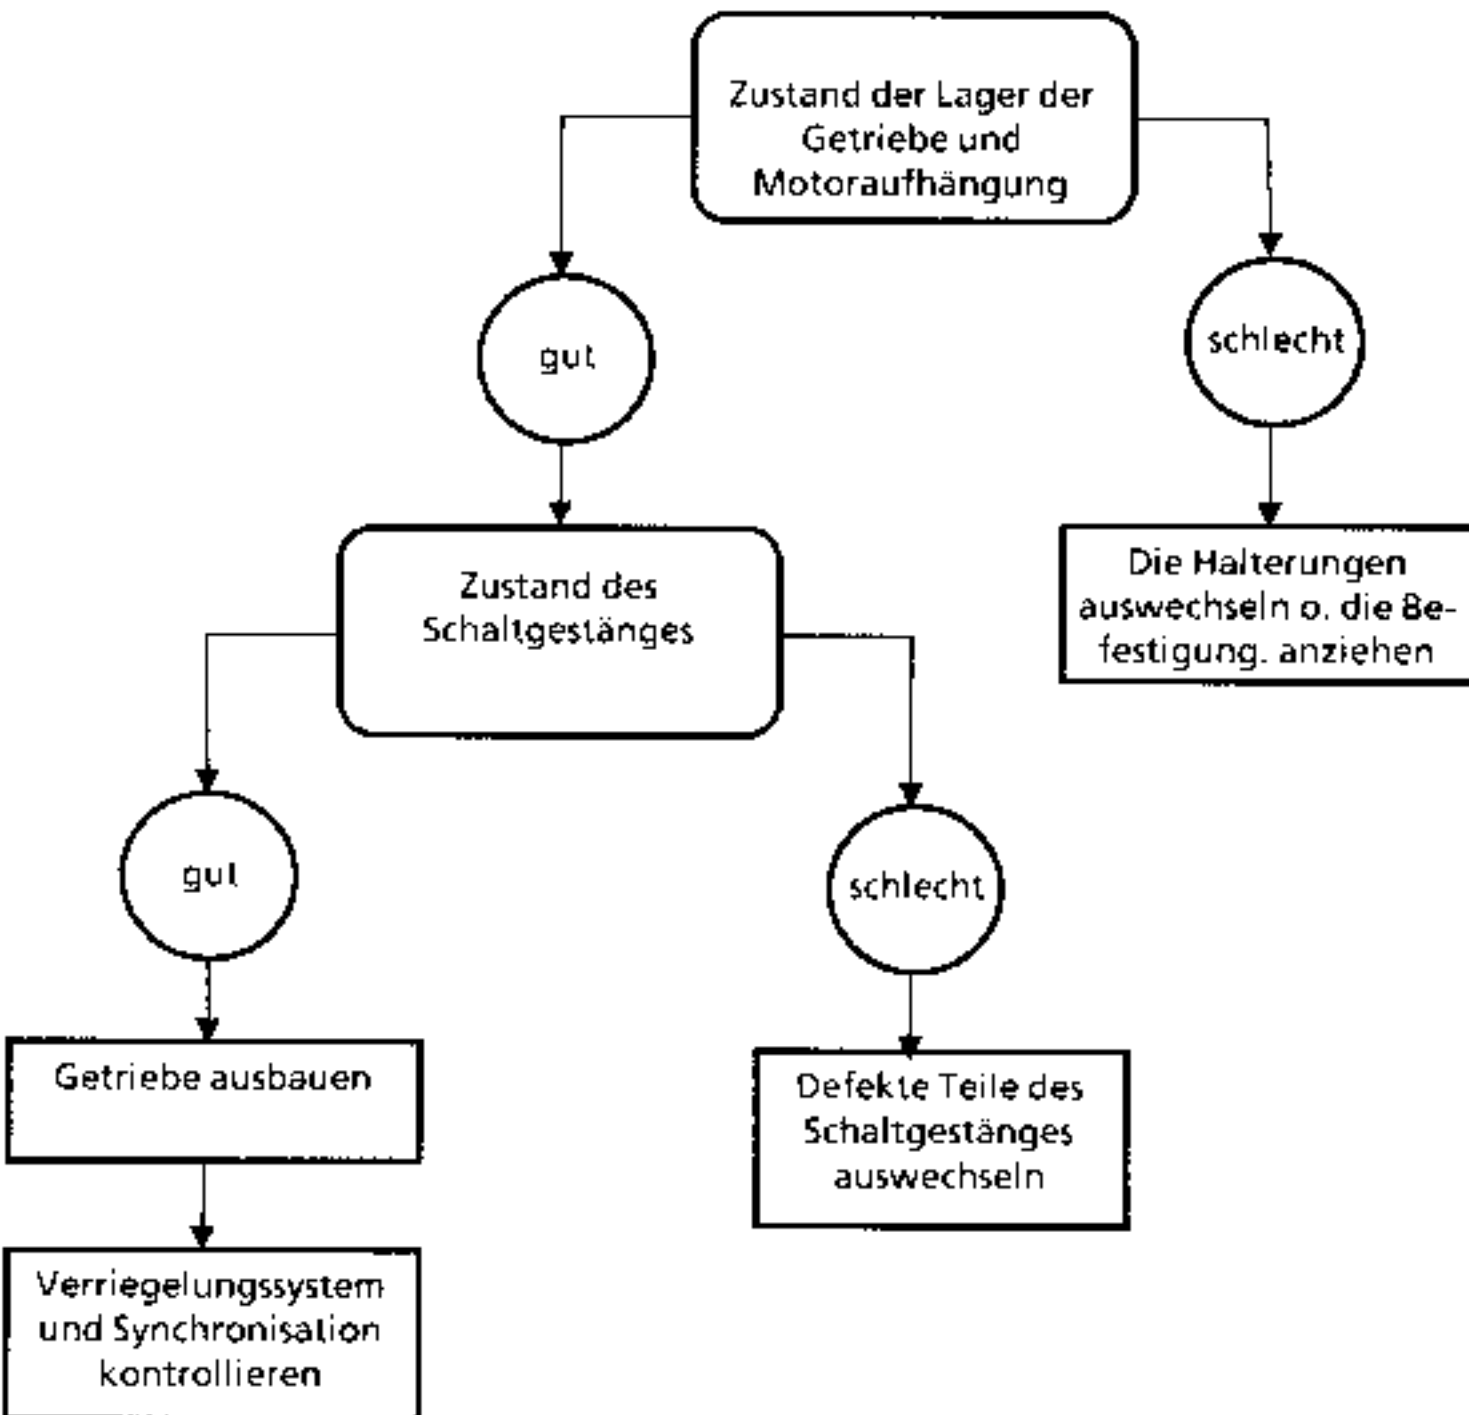 Zustand der Lager der
Getriebe und
Motoraufhängung
gut
schlecht
Zustand des
Schaltgestänges
Die Halterungen
auswechseln o. die Be-
festigung. anziehen
gut
schlecht
Getriebe ausbauen
Defekte Teile des
Schaltgestänges
auswechseln
Verriegelungssystem
und Synchronisation
kontrollieren